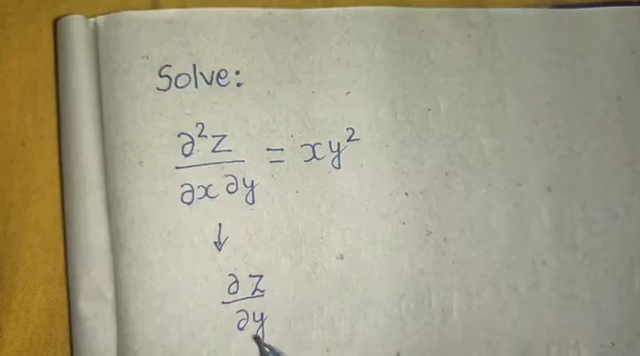 Solve:
∂²z / ∂x ∂y = xy²
↓
∂z / ∂y